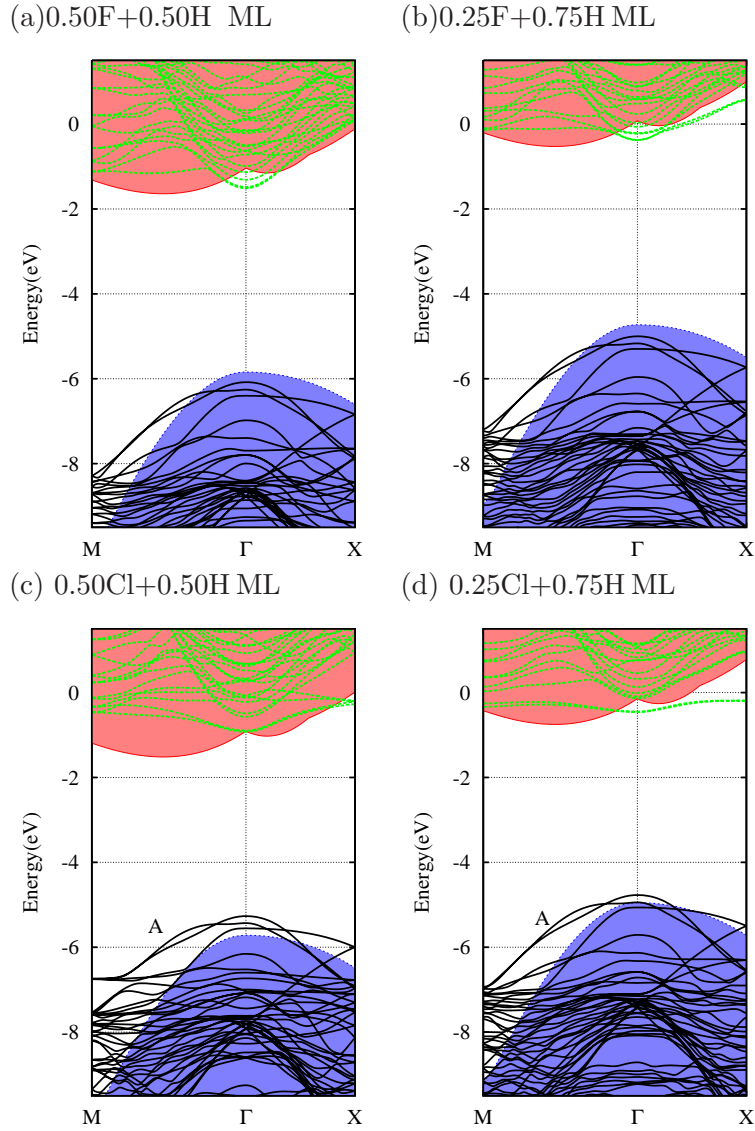 (a)0.50F+0.50H ML
(b)0.25F+0.75H ML
0
-2
-4
-6
-8
Energy(eV)
M Γ X
0
-2
-4
-6
-8
Energy(eV)
M Γ X
(c) 0.50Cl+0.50H ML
(d) 0.25Cl+0.75H ML
0
-2
-4
-6
-8
Energy(eV)
A
M Γ X
0
-2
-4
-6
-8
Energy(eV)
A
M Γ X